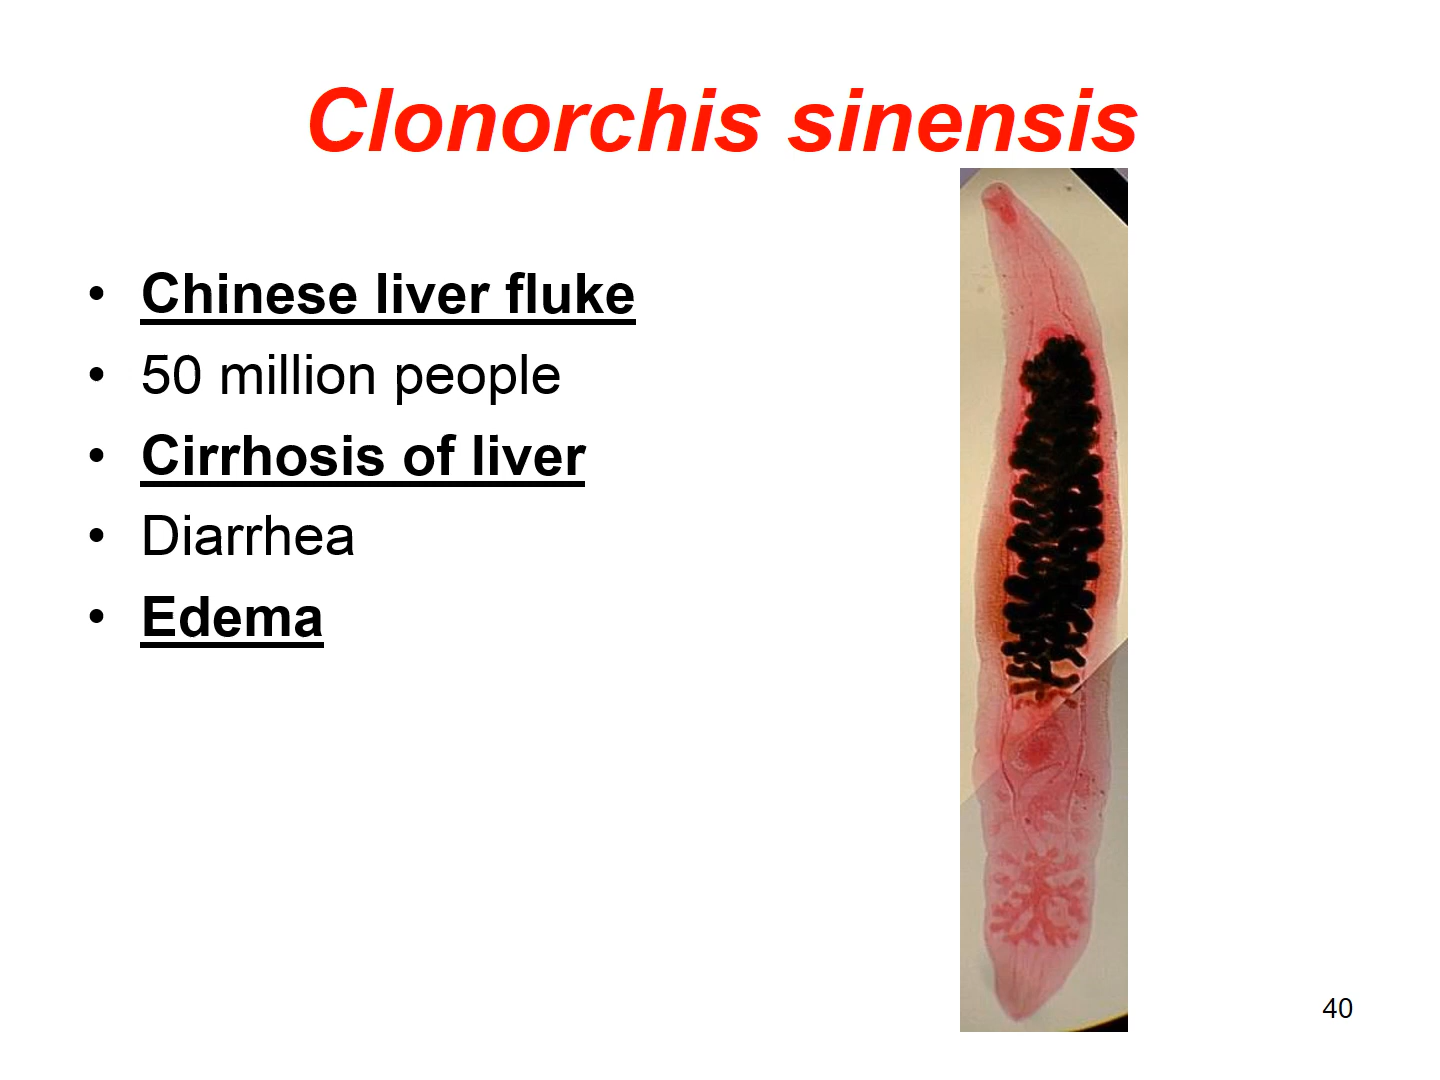 Clonorchis sinensis
• Chinese liver fluke
• 50 million people
• Cirrhosis of liver
• Diarrhea
• Edema
40